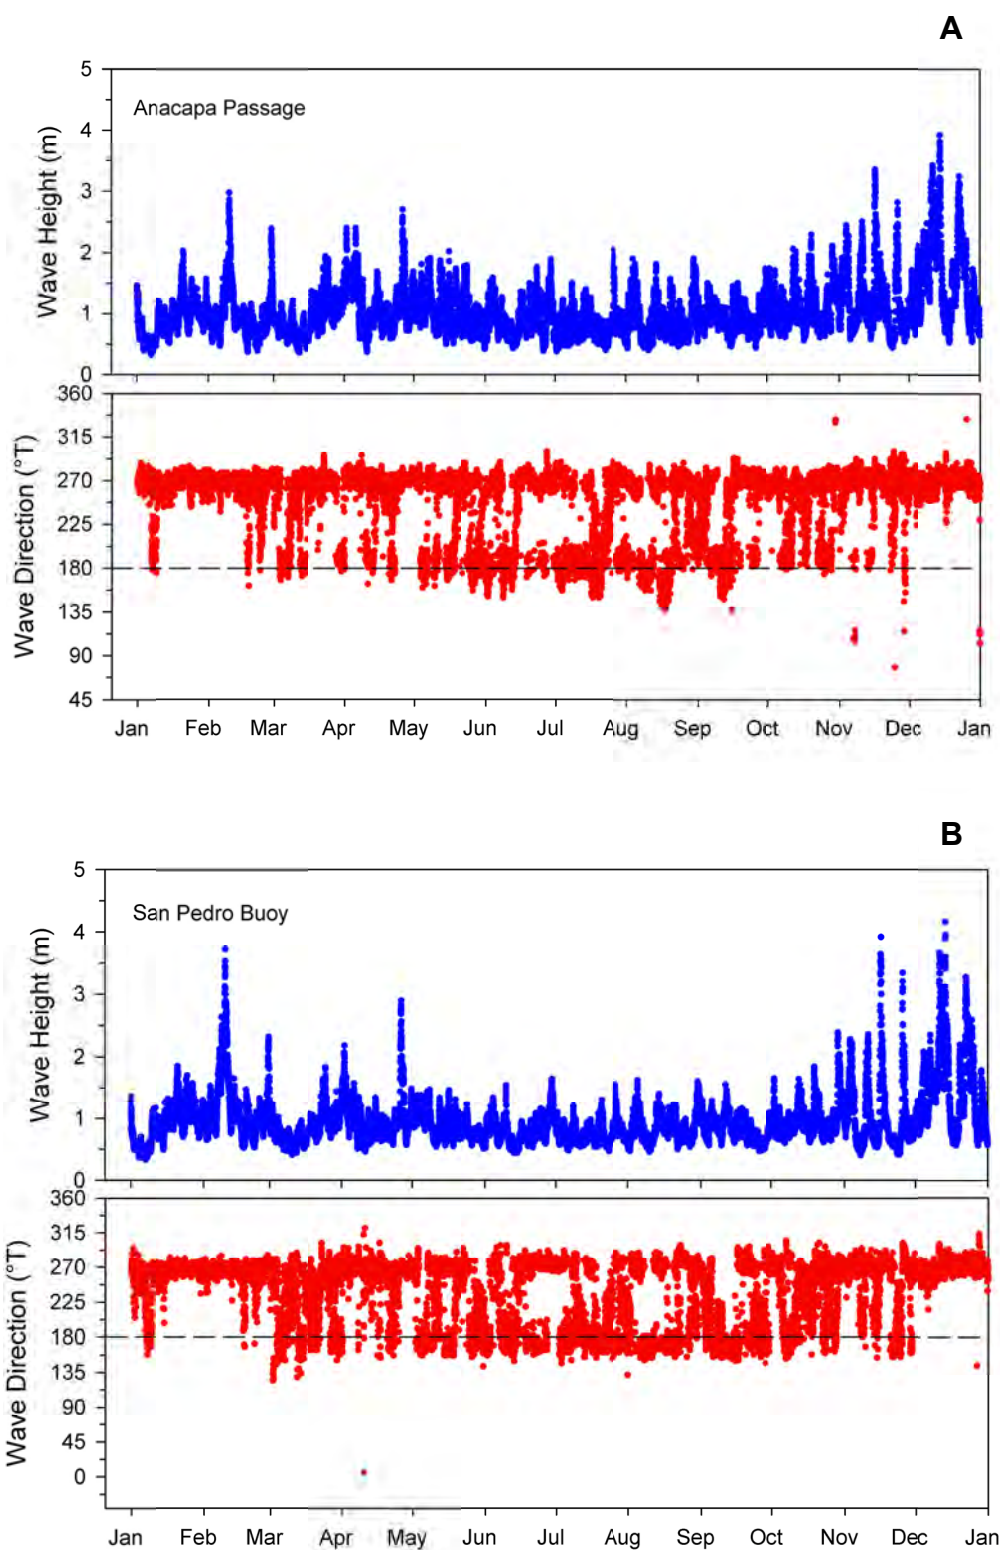 A
Anacapa Passage
Wave Height (m)
5
4
3
2
1
0
Wave Direction (°T)
360
315
270
225
180
135
90
45
Jan Feb Mar Apr May Jun Jul Aug Sep Oct Nov Dec Jan
B
San Pedro Buoy
Wave Height (m)
5
4
3
2
1
0
Wave Direction (°T)
360
315
270
225
180
135
90
45
0
Jan Feb Mar Apr May Jun Jul Aug Sep Oct Nov Dec Jan